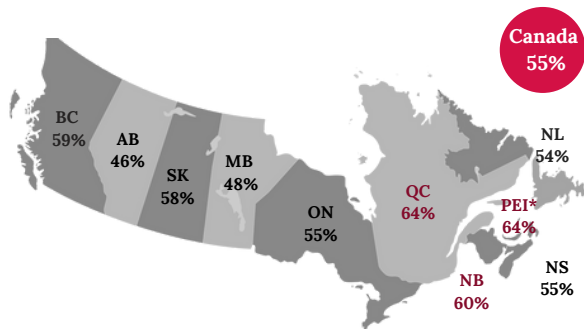 Canada
55%
BC
59%
AB
46%
SK
58%
MB
48%
ON
55%
QC
64%
NL
54%
PEI*
64%
NB
60%
NS
55%